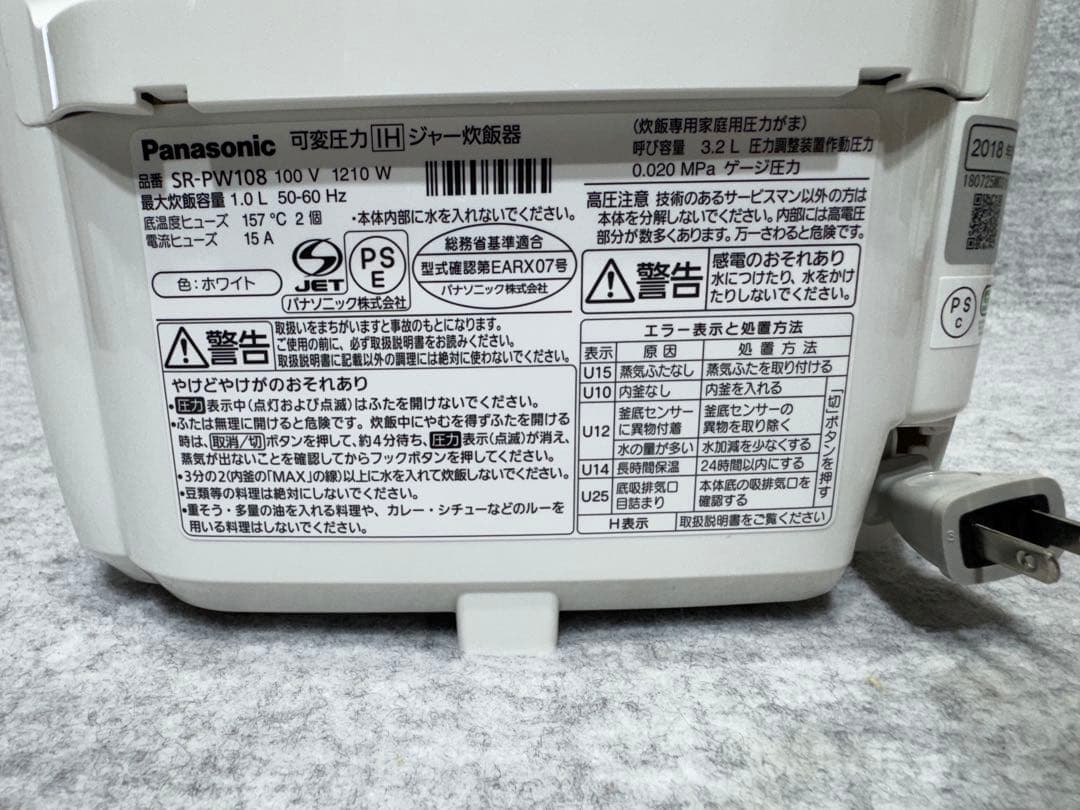 Panasonic 可変圧力IHジャー炊飯器
品番 SR-PW108 100 V 1210 W
最大炊飯容量 1.0 L 50-60 Hz
底温度ヒューズ 157 ℃ 2 個
電流ヒューズ 15 A
・本体内部に水を入れないでください。
色:ホワイト
JET
PS
E
パナソニック株式会社
総務省基準適合
型式確認第EARX07号
パナソニック株式会社
警告
取扱いをまちがいますと事故のもとになります。
ご使用の前に、必ず取扱説明書をお読みください。
取扱説明書に記載以外の調理には絶対に使わないでください。
やけどやけがのおそれあり
・圧力表示中(点灯および点滅)はふたを開けないでください。
・ふたは無理に開けると危険です。炊飯中にやむを得ずふたを開ける
時は、取消/切ボタンを押して、約4分待ち、圧力表示(点滅)が消え、
蒸気が出ないことを確認してからフックボタンを押してください。
・3分の2(内釜の「MAX」の線)以上に水を入れて炊飯しないでください。
・豆類等の料理は絶対にしないでください。
・重そう・多量の油を入れる料理や、カレー・シチューなどのルーを
用いる料理はしないでください。
(炊飯専用家庭用圧力がま)
呼び容量 3.2 L 圧力調整装置作動圧力
0.020 MPa ゲージ圧力
高圧注意 技術のあるサービスマン以外の方は
本体を分解しないでください。内部には高電圧
部分が数多くあります。万一さわると危険です。
警告
感電のおそれあり
水につけたり、水をかけ
たりしないでください。
エラー表示と処置方法
表示 原因 処置方法
U15 蒸気ふたなし 蒸気ふたを取り付ける
U10 内釜なし 内釜を入れる
U12 釜底センサー
に異物付着 釜底センサーの
異物を取り除く
水の量が多い 水加減を少なくする
U14 長時間保温 24時間以内にする
U25 底吸排気口
目詰まり 本体底の吸排気口を
確認する
「切」ボタンを押す
H表示 取扱説明書をご覧ください
2018
PS
C
3